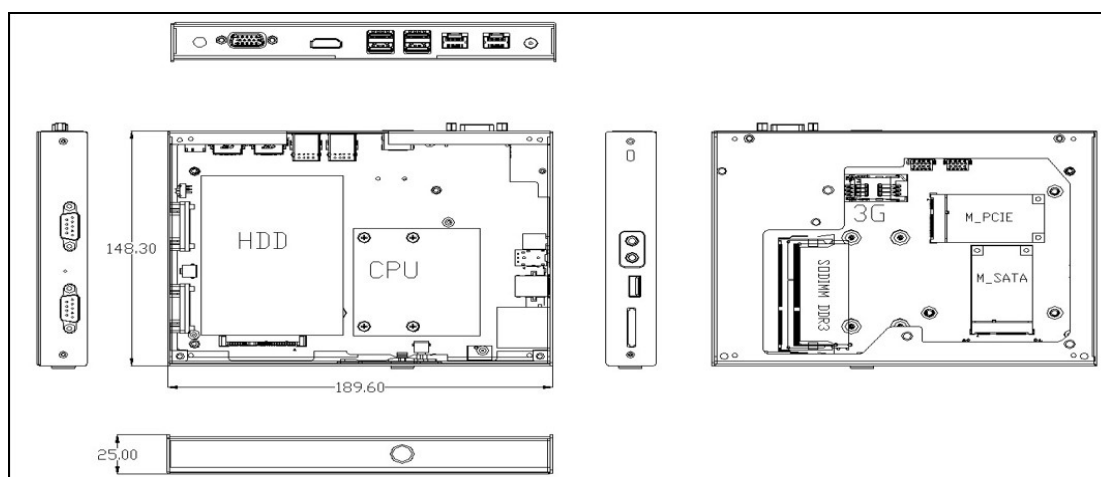 3G
M_PCIE
148.30
HDD
CPU
SODIMM DDR3
M_SATA
189.60
25.00